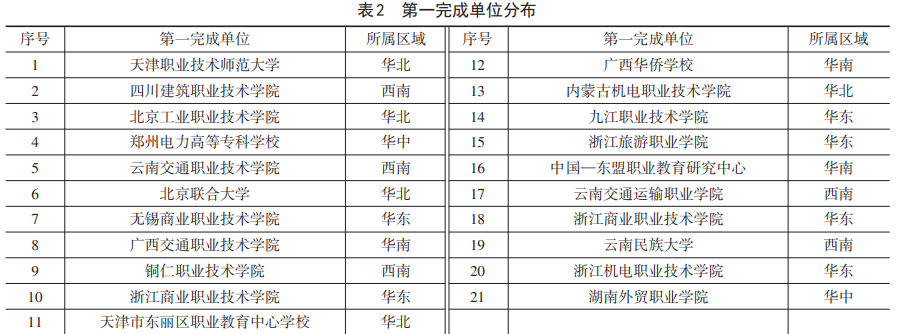 表2 第一完成单位分布
序号 第一完成单位 所属区域 序号 第一完成单位 所属区域
1 天津职业技术师范大学 华北 12 广西华侨学校 华南
2 四川建筑职业技术学院 西南 13 内蒙古机电职业技术学院 华北
3 北京工业职业技术学院 华北 14 九江职业技术学院 华东
4 郑州电力高等专科学校 华中 15 浙江旅游职业学院 华东
5 云南交通职业技术学院 西南 16 中国—东盟职业教育研究中心 华南
6 北京联合大学 华北 17 云南交通运输职业学院 西南
7 无锡商业职业技术学院 华东 18 浙江商业职业技术学院 华东
8 广西交通职业技术学院 华南 19 云南民族大学 西南
9 铜仁职业技术学院 西南 20 浙江机电职业技术学院 华东
10 浙江商业职业技术学院 华东 21 湖南外贸职业学院 华中
11 天津市东丽区职业教育中心学校 华北